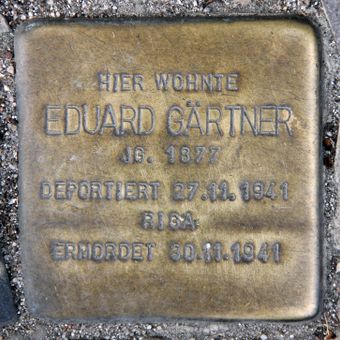 HIER WOHNTE
EDUARD GÄRTNER
JG. 1877
DEPORTIERT 27.11.1941
RIGA
ERMORDET 30.11.1941